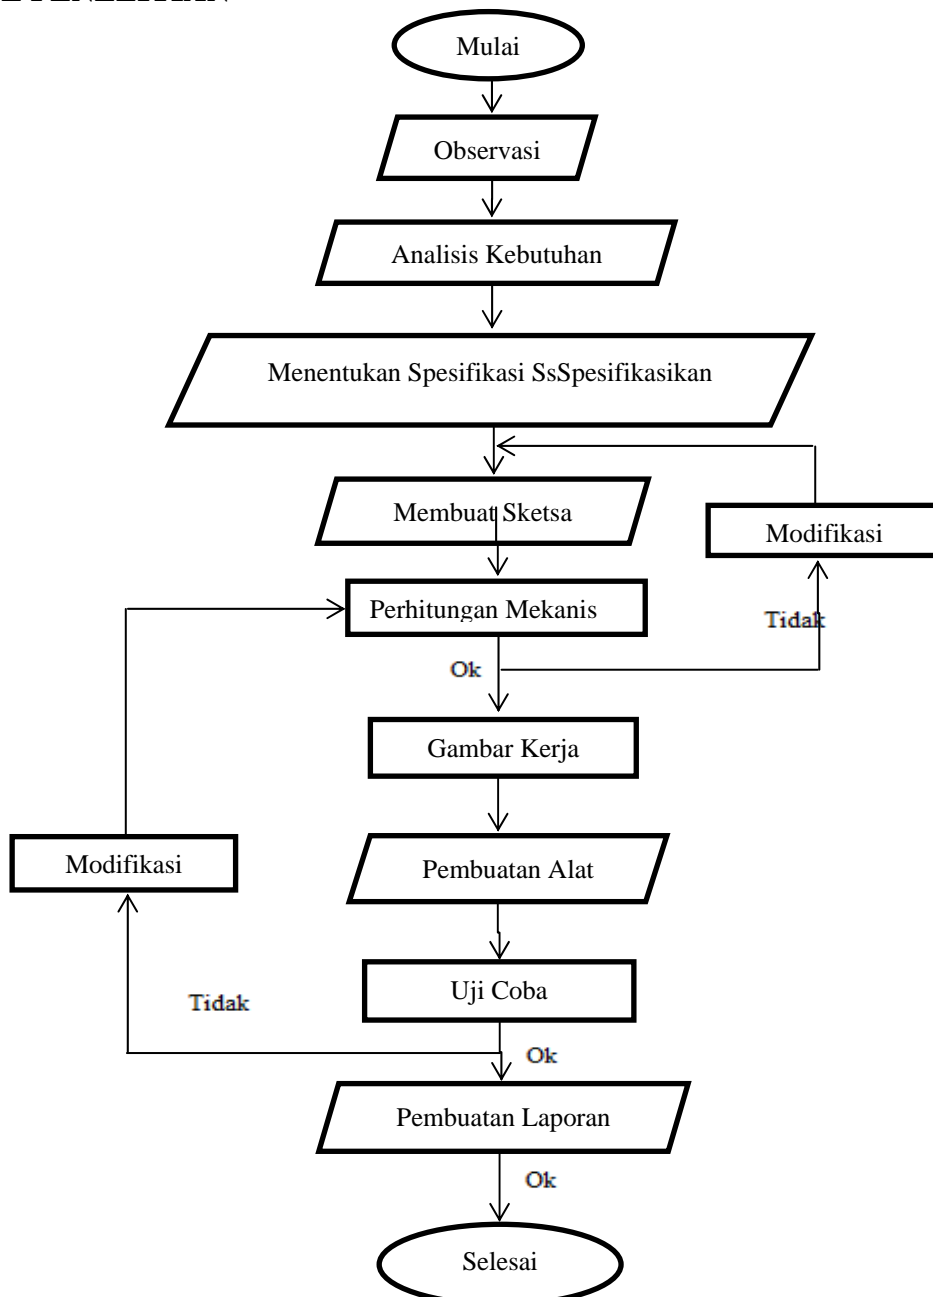 Mulai
Observasi
Analisis Kebutuhan
Menentukan Spesifikasi SsSpesifikasikan
Membuat Sketsa
Modifikasi
Perhitungan Mekanis
Tidak
Ok
Gambar Kerja
Modifikasi
Pembuatan Alat
Uji Coba
Tidak
Ok
Pembuatan Laporan
Ok
Selesai